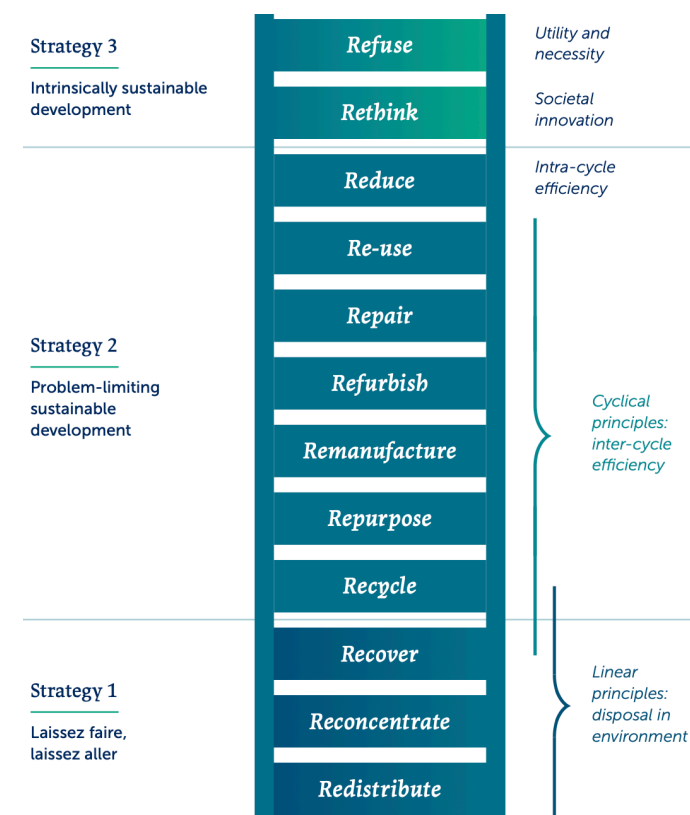 Strategy 3
Intrinsically sustainable
development
Refuse
Utility and
necessity
Rethink
Societal
innovation
Reduce
Intra-cycle
efficiency
Re-use
Repair
Strategy 2
Problem-limiting
sustainable
development
Refurbish
Remanufacture
Cyclical
principles:
inter-cycle
efficiency
Repurpose
Recycle
Strategy 1
Laissez faire,
laissez aller
Recover
Reconcentrate
Redistribute
Linear
principles:
disposal in
environment